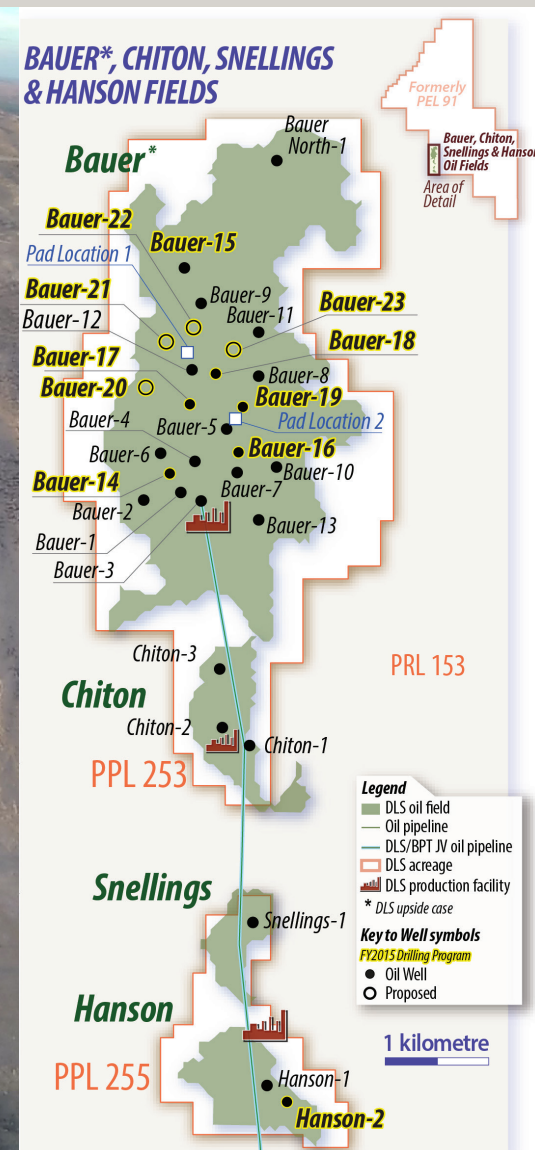 BAUER*, CHITON, SNELLINGS
& HANSON FIELDS
Formerly
PEL 91
Bauer, Chiton,
Snellings & Hanson
Oil Fields
Area of
Detail
Bauer
North-1
Bauer*
Bauer-22
Bauer-15
Pad Location 1
Bauer-21
Bauer-9
Bauer-23
Bauer-12
Bauer-11
Bauer-18
Bauer-17
Bauer-8
Bauer-20
Bauer-19
Bauer-4
Bauer-5
Pad Location 2
Bauer-6
Bauer-16
Bauer-14
Bauer-10
Bauer-7
Bauer-2
Bauer-13
Bauer-1
Bauer-3
Chiton-3
PRL 153
Chiton
Chiton-2
Chiton-1
PPL 253
Legend
DLS oil field
Oil pipeline
DLS/BPT JV oil pipeline
DLS acreage
DLS production facility
* DLS upside case
Key to Well symbols
FY2015 Drilling Program
Oil Well
Proposed
Snellings
Snellings-1
Hanson
1 kilometre
PPL 255
Hanson-1
Hanson-2